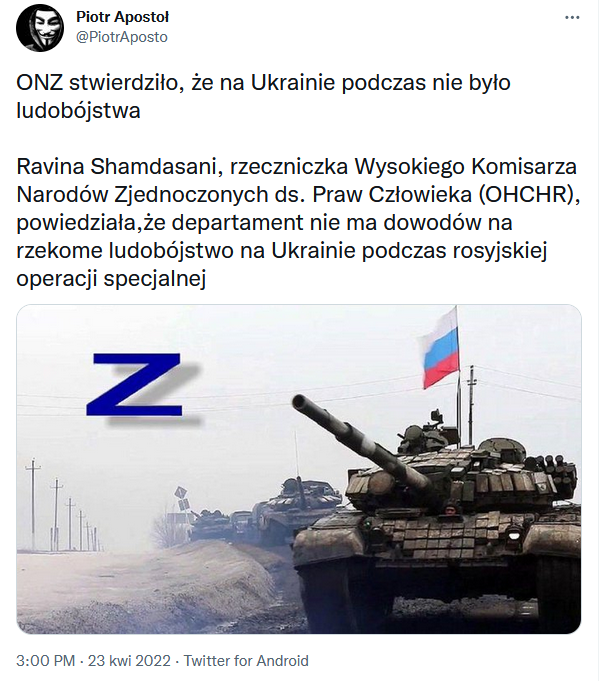 Piotr Apostoł
@PiotrAposto
ONZ stwierdziło, że na Ukrainie podczas nie było
ludobójstwa
Ravina Shamdasani, rzeczniczka Wysokiego Komisarza
Narodów Zjednoczonych ds. Praw Człowieka (OHCHR),
powiedziała,że departament nie ma dowodów na
rzekome ludobójstwo na Ukrainie podczas rosyjskiej
operacji specjalnej
Z
3:00 PM · 23 kwi 2022 · Twitter for Android